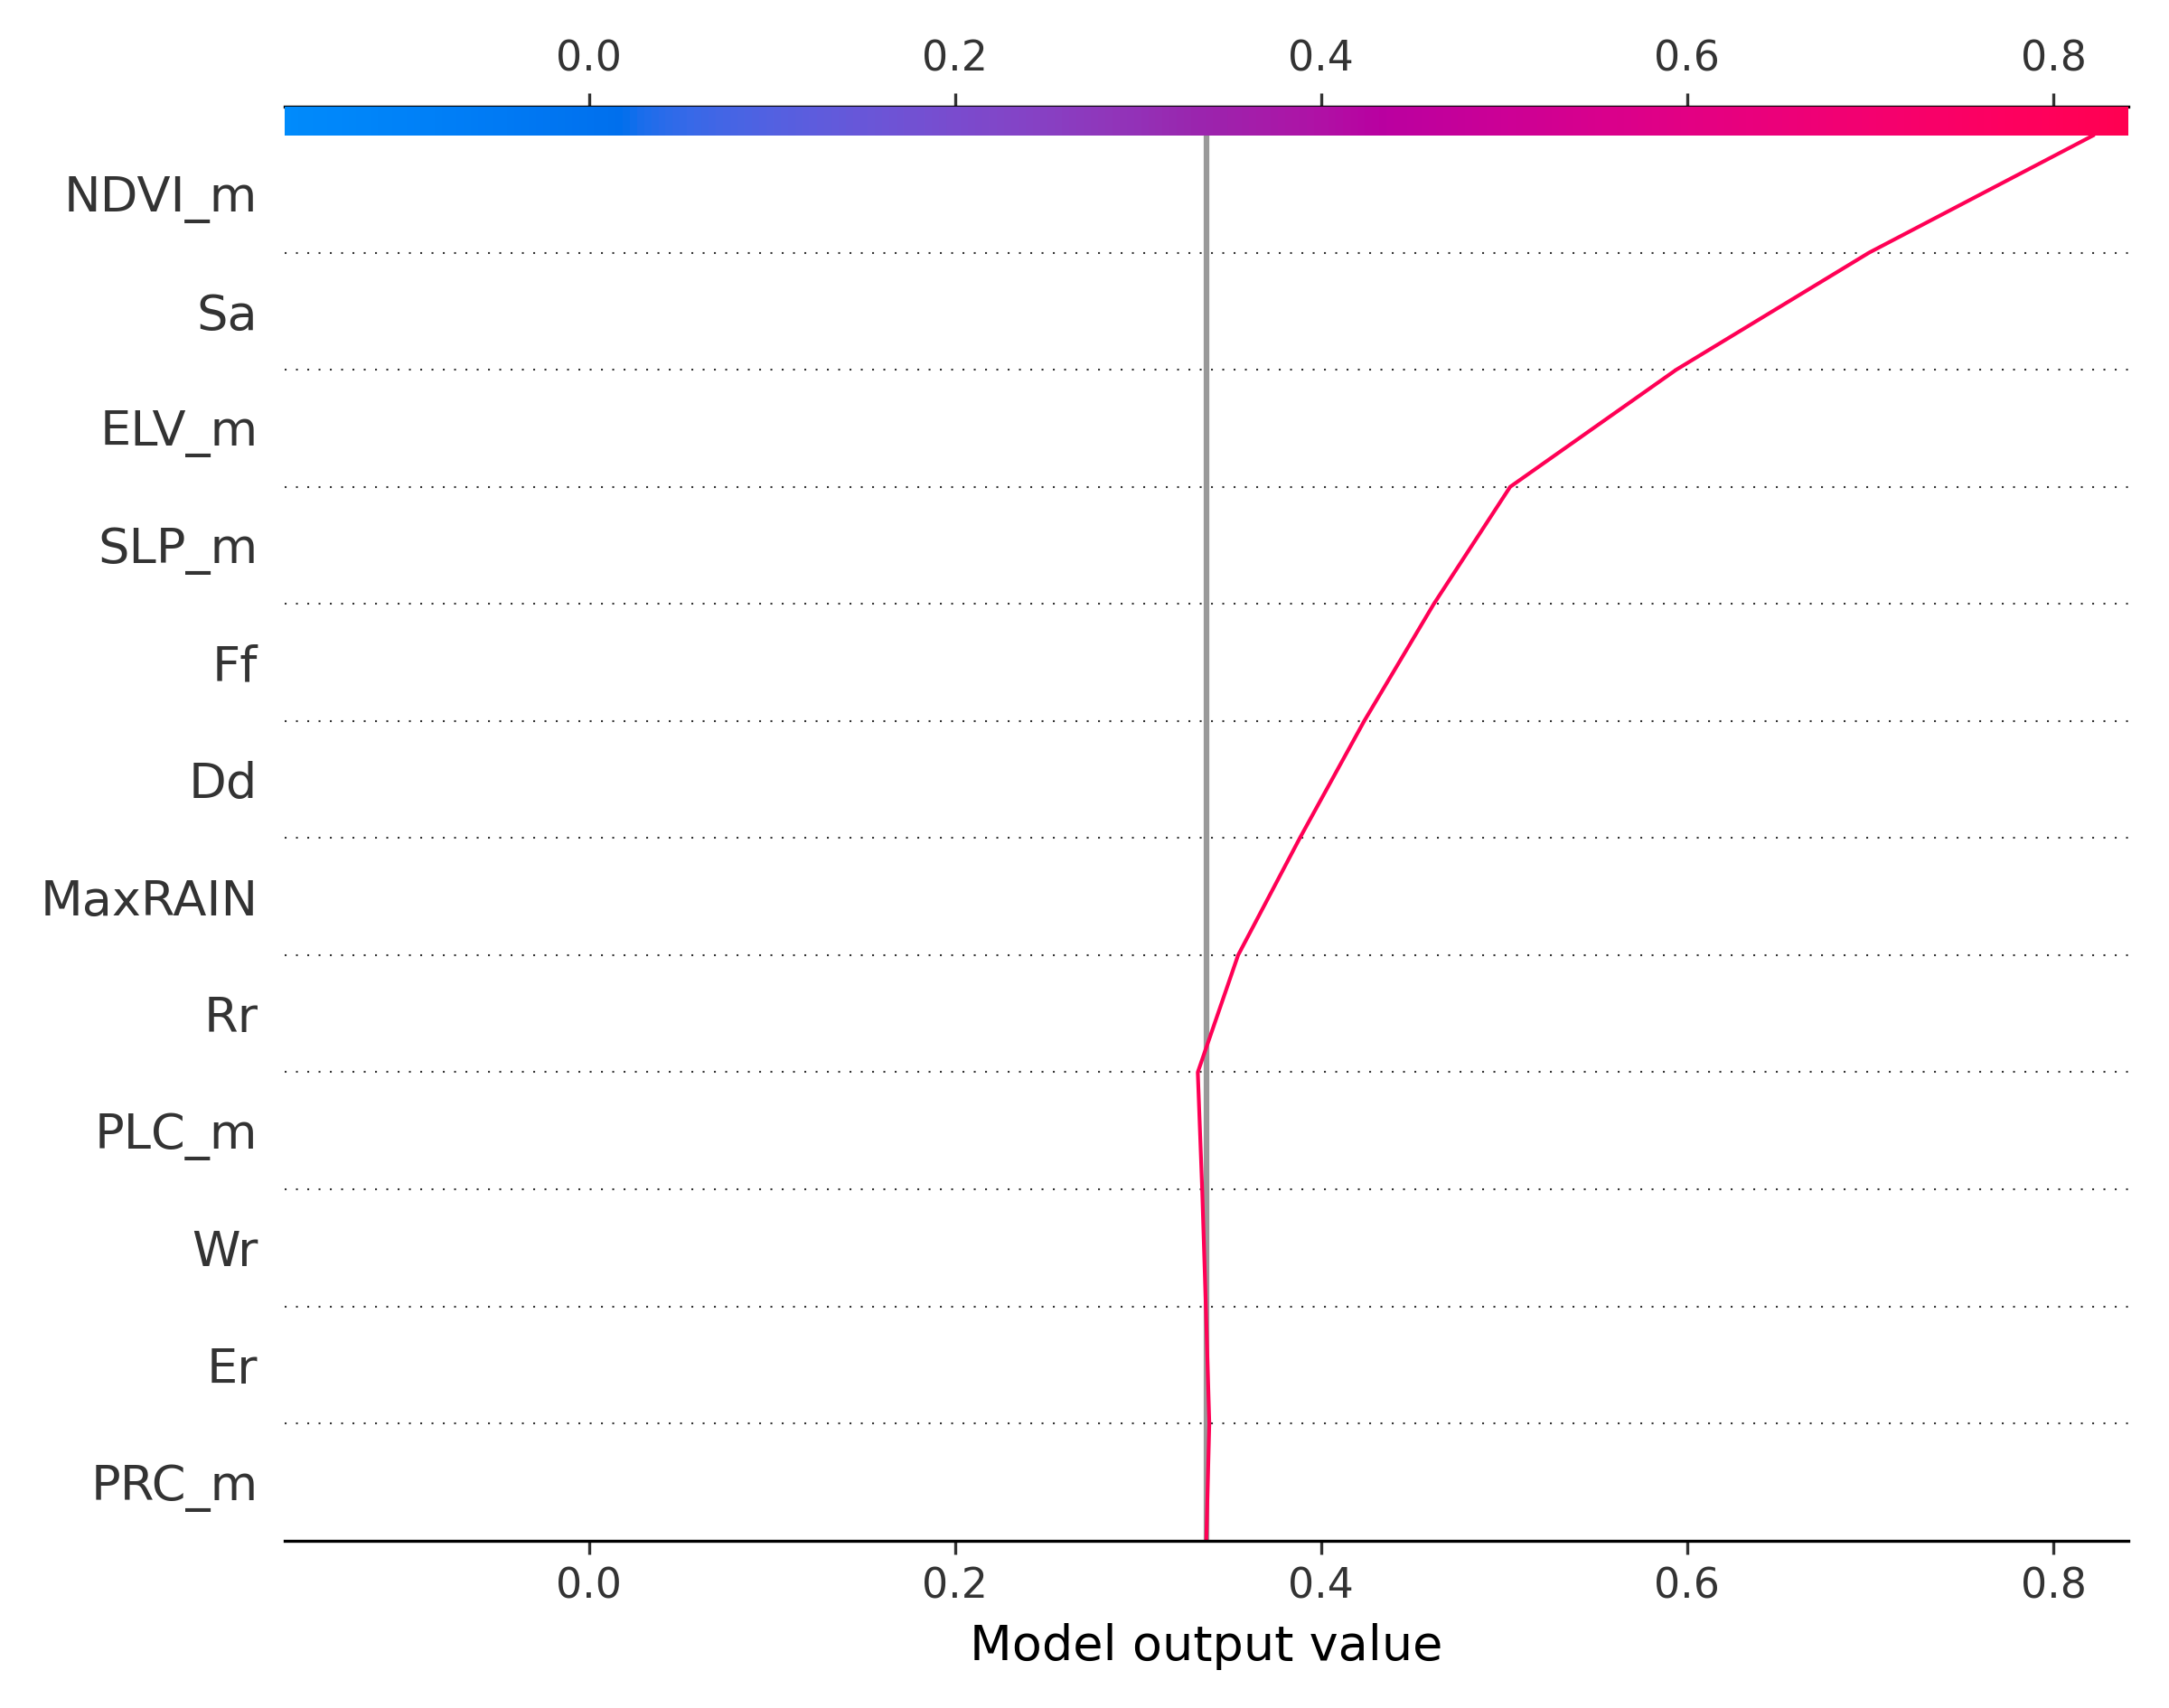 0.0 0.2 0.4 0.6 0.8
NDVI_m
Sa
ELV_m
SLP_m
Ff
Dd
MaxRAIN
Rr
PLC_m
Wr
Er
PRC_m
0.0 0.2 0.4 0.6 0.8
Model output value